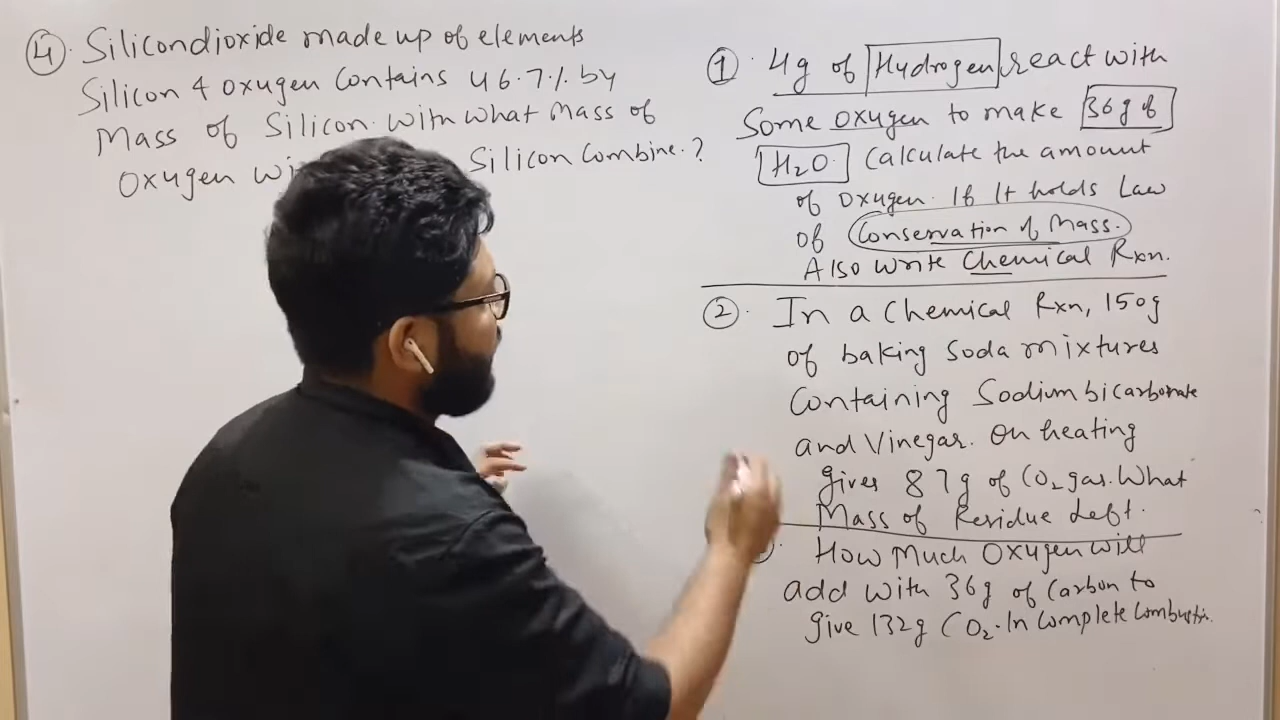 ④. Silicondioxide made up of elements
Silicon & oxygen contains 46.7% by
Mass of Silicon. With what Mass of
Oxygen wi Silicon Combine.?
①. 4g of Hydrogen react with
Some oxygen to make 36g of
H₂O. Calculate the amount
of oxygen. If It holds Law
of Conservation of Mass.
Also write Chemical Rxn.
②. In a Chemical Rxn, 150g
of baking Soda mixtures
Containing Sodium bicarbonate
and Vinegar. On heating
gives 87g of CO₂ gas. What
Mass of Residue Left.
How Much Oxygen will
add with 36g of Carbon to
give 132g CO₂. In Complete Combustn.